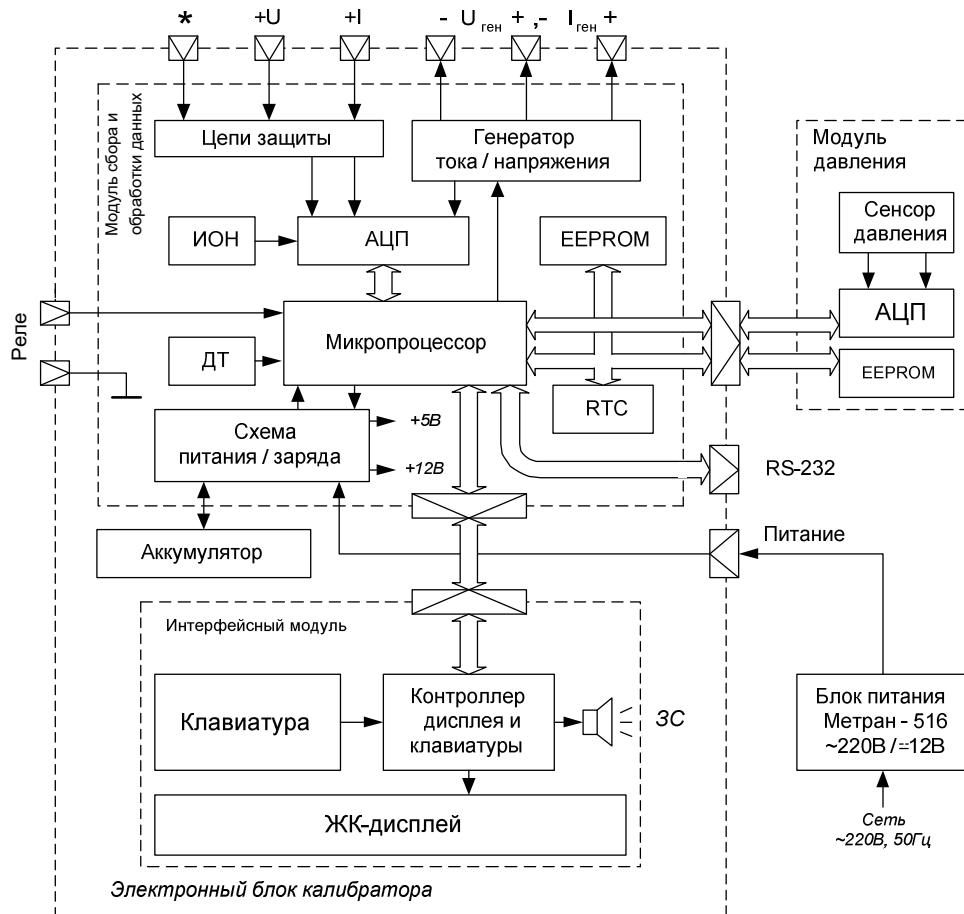 * +U +I - U ген + ,- I ген +
Модуль сбора и
обработки данных
Цепи защиты
Генератор
тока / напряжения
Модуль
давления
Сенсор
давления
ИОН
АЦП
EEPROM
АЦП
Реле
Микропроцессор
ДТ
EEPROM
RTC
Схема
питания / заряда
+5В
+12В
RS-232
Аккумулятор
Питание
Интерфейсный модуль
Клавиатура
Контроллер
дисплея и
клавиатуры
ЗС
Блок питания
Метран - 516
~220В / =12В
ЖК-дисплей
Сеть
~220В, 50Гц
Электронный блок калибратора